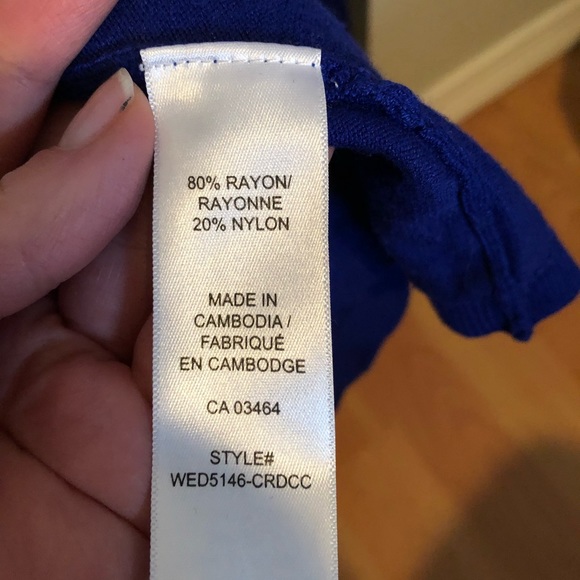 80% RAYON/
RAYONNE
20% NYLON
MADE IN
CAMBODIA /
FABRIQUÉ
EN CAMBODGE
CA 03464
STYLE#
WED5146-CRDCC